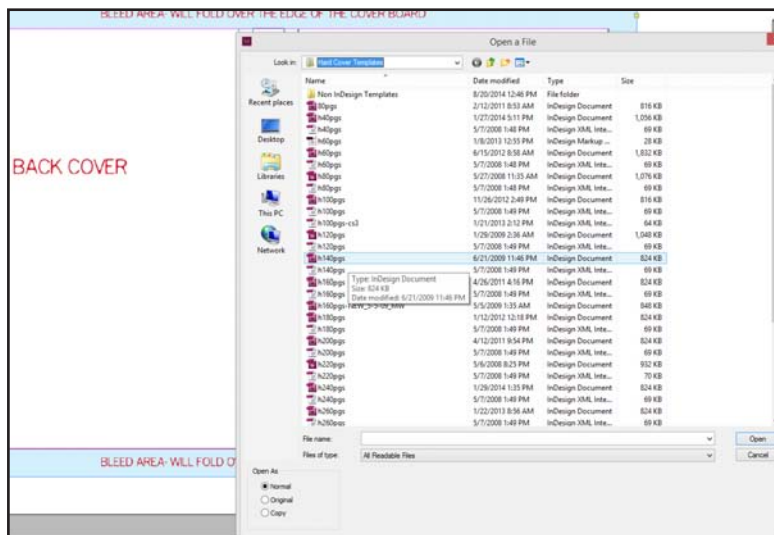 BLEED AREA- WILL FOLD OVER THE EDGE OF THE COVER BOARD
Open a File
Look in: Hard Cover Templates
Name Date modified Type Size
Non InDesign Templates 8/20/2014 12:46 PM File folder
80pgs 2/12/2011 8:53 AM InDesign Document 816 KB
h40pgs 1/27/2014 5:11 PM InDesign Document 1,056 KB
h40pgs 5/7/2008 1:48 PM InDesign XML Inte... 69 KB
h60pgs 1/8/2013 12:55 PM InDesign Markup ... 28 KB
h60pgs 6/15/2012 8:58 AM InDesign Document 1,832 KB
h60pgs 5/7/2008 1:48 PM InDesign XML Inte... 69 KB
h80pgs 5/27/2008 11:35 AM InDesign Document 1,076 KB
h80pgs 5/7/2008 1:48 PM InDesign XML Inte... 69 KB
h100pgs 11/26/2012 2:49 PM InDesign Document 816 KB
h100pgs 5/7/2008 1:49 PM InDesign XML Inte... 69 KB
h100pgs-cs3 1/21/2013 2:12 PM InDesign XML Inte... 64 KB
h120pgs 1/29/2009 2:36 AM InDesign Document 1,048 KB
h120pgs 5/7/2008 1:49 PM InDesign XML Inte... 69 KB
h140pgs 6/21/2009 11:46 PM InDesign Document 824 KB
h140pgs 5/7/2008 1:49 PM InDesign XML Inte... 69 KB
h160pgs 4/26/2011 4:16 PM InDesign Document 824 KB
h160pgs 5/7/2008 1:49 PM InDesign XML Inte... 69 KB
h160pgs- 5/5/2009 1:35 AM InDesign Document 848 KB
h180pgs 1/12/2012 12:18 PM InDesign Document 824 KB
h180pgs 5/7/2008 1:49 PM InDesign XML Inte... 69 KB
h200pgs 4/12/2011 9:54 PM InDesign Document 824 KB
h200pgs 5/7/2008 1:49 PM InDesign XML Inte... 69 KB
h220pgs 5/6/2008 8:25 PM InDesign Document 932 KB
h220pgs 5/7/2008 1:49 PM InDesign XML Inte... 70 KB
h240pgs 1/29/2014 1:35 PM InDesign Document 824 KB
h240pgs 5/7/2008 1:49 PM InDesign XML Inte... 69 KB
h260pgs 1/22/2013 8:56 AM InDesign Document 824 KB
h260pgs 5/7/2008 1:49 PM InDesign XML Inte... 69 KB
Type: InDesign Document
Size: 824 KB
Date modified: 6/21/2009 11:46 PM
Recent places
Desktop
Libraries
This PC
Network
BACK COVER
File name: Open
Files of type: All Readable Files Cancel
BLEED AREA- WILL FOLD O
Open As
Normal
Original
Copy